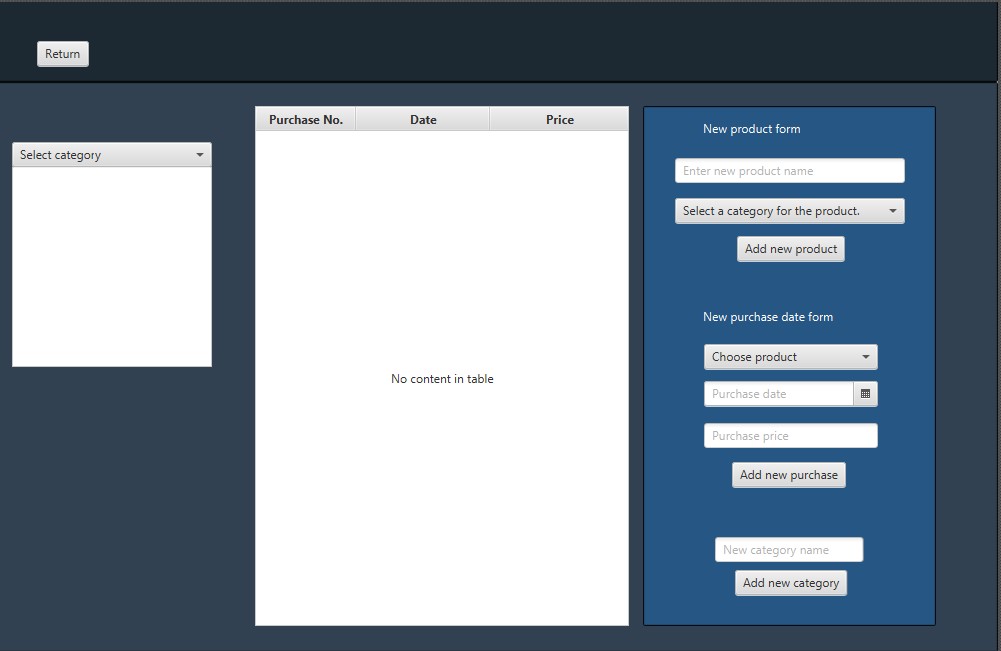 Return
Select category
Purchase No. Date Price
No content in table
New product form
Enter new product name
Select a category for the product.
Add new product
New purchase date form
Choose product
Purchase date
Purchase price
Add new purchase
New category name
Add new category